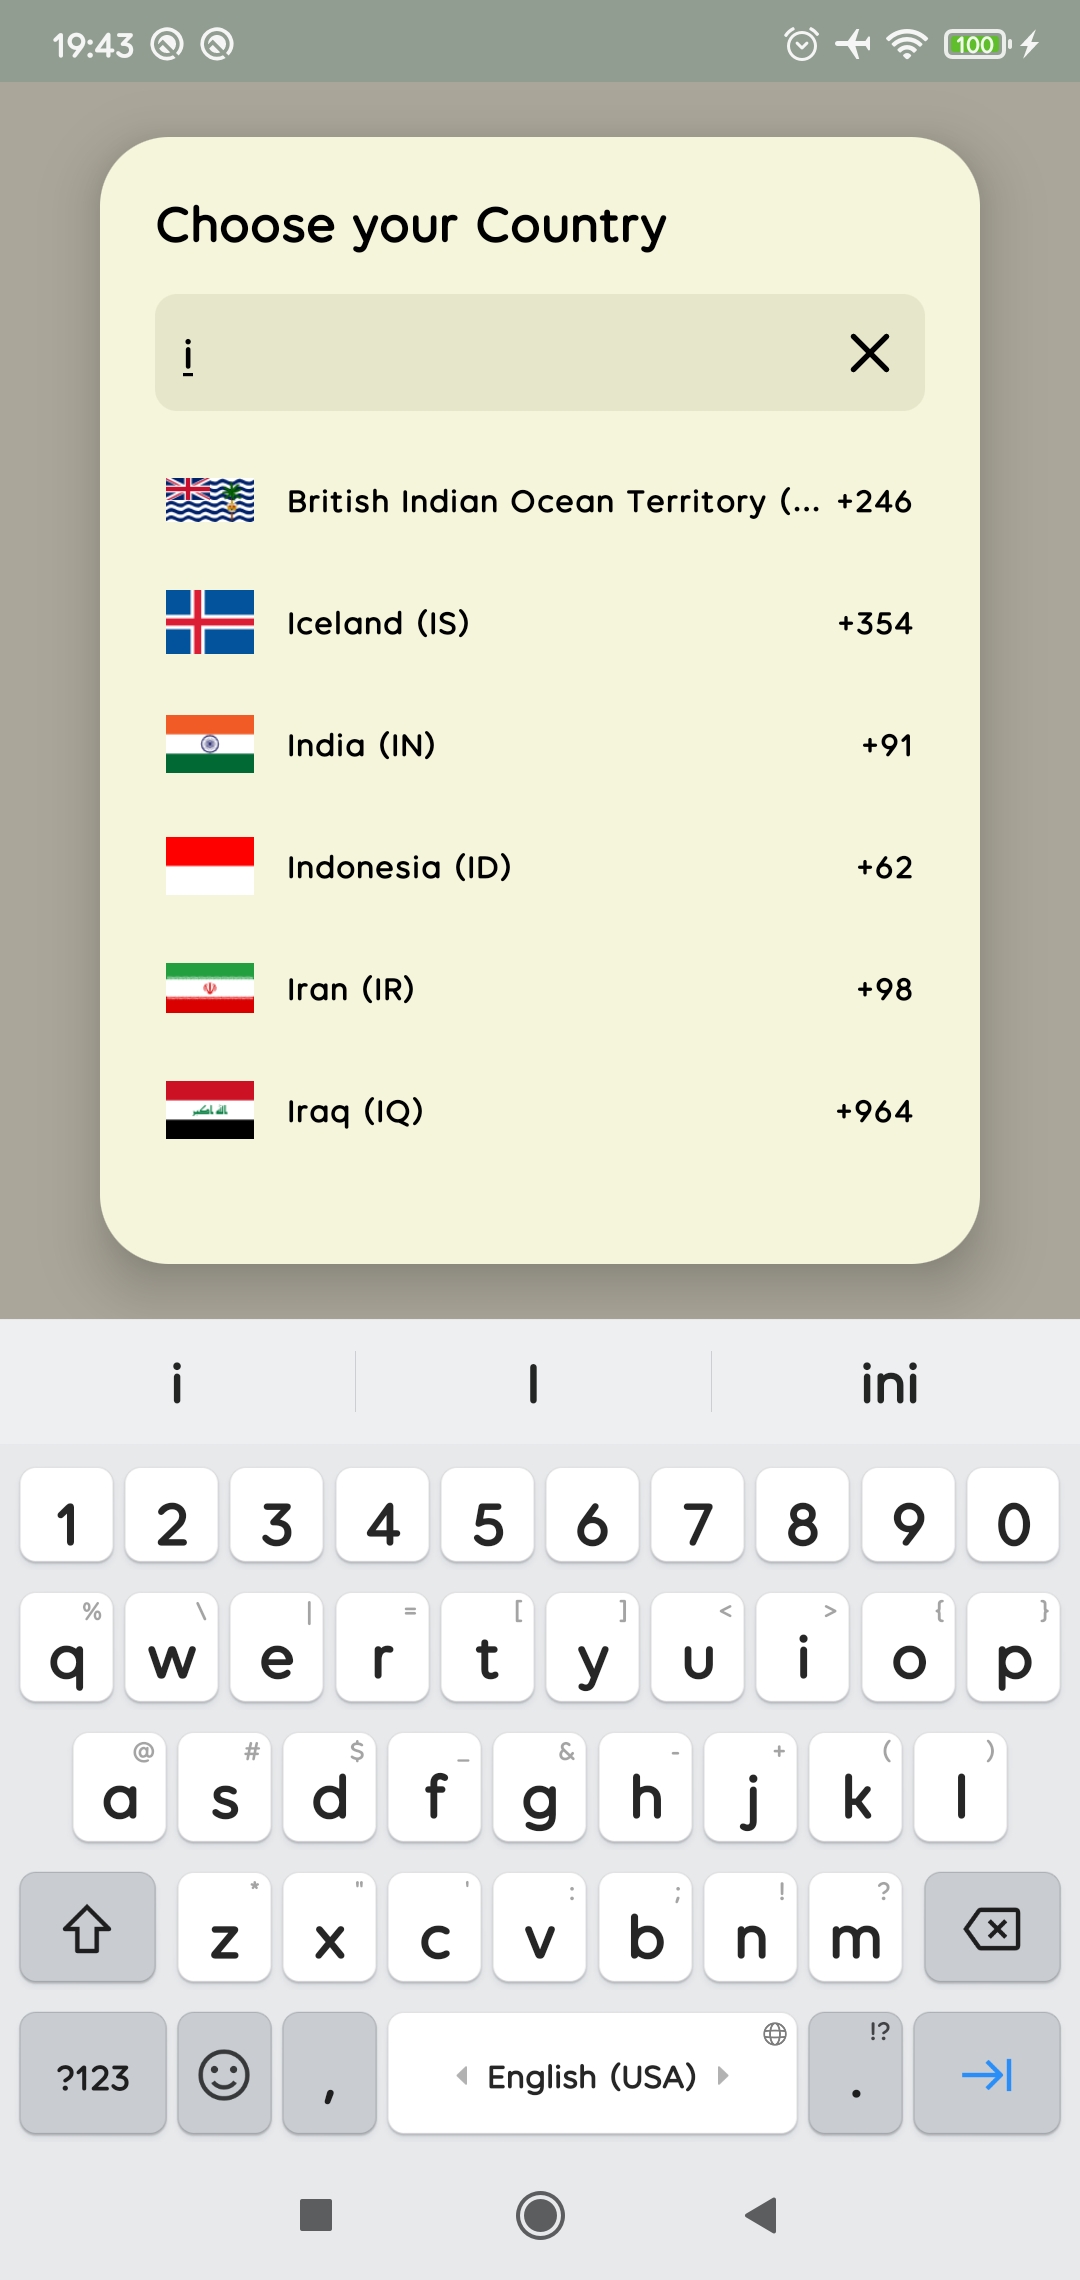 19:43 100
Choose your Country
i
British Indian Ocean Territory (... +246
Iceland (IS) +354
India (IN) +91
Indonesia (ID) +62
Iran (IR) +98
Iraq (IQ) +964
i I ini
1 2 3 4 5 6 7 8 9 0
% \ | = [ ] < > { }
q w e r t y u i o p
@ # $ _ & - + ( )
a s d f g h j k l
* " ' : ; ! ?
z x c v b n m
!?
?123 , English (USA) .